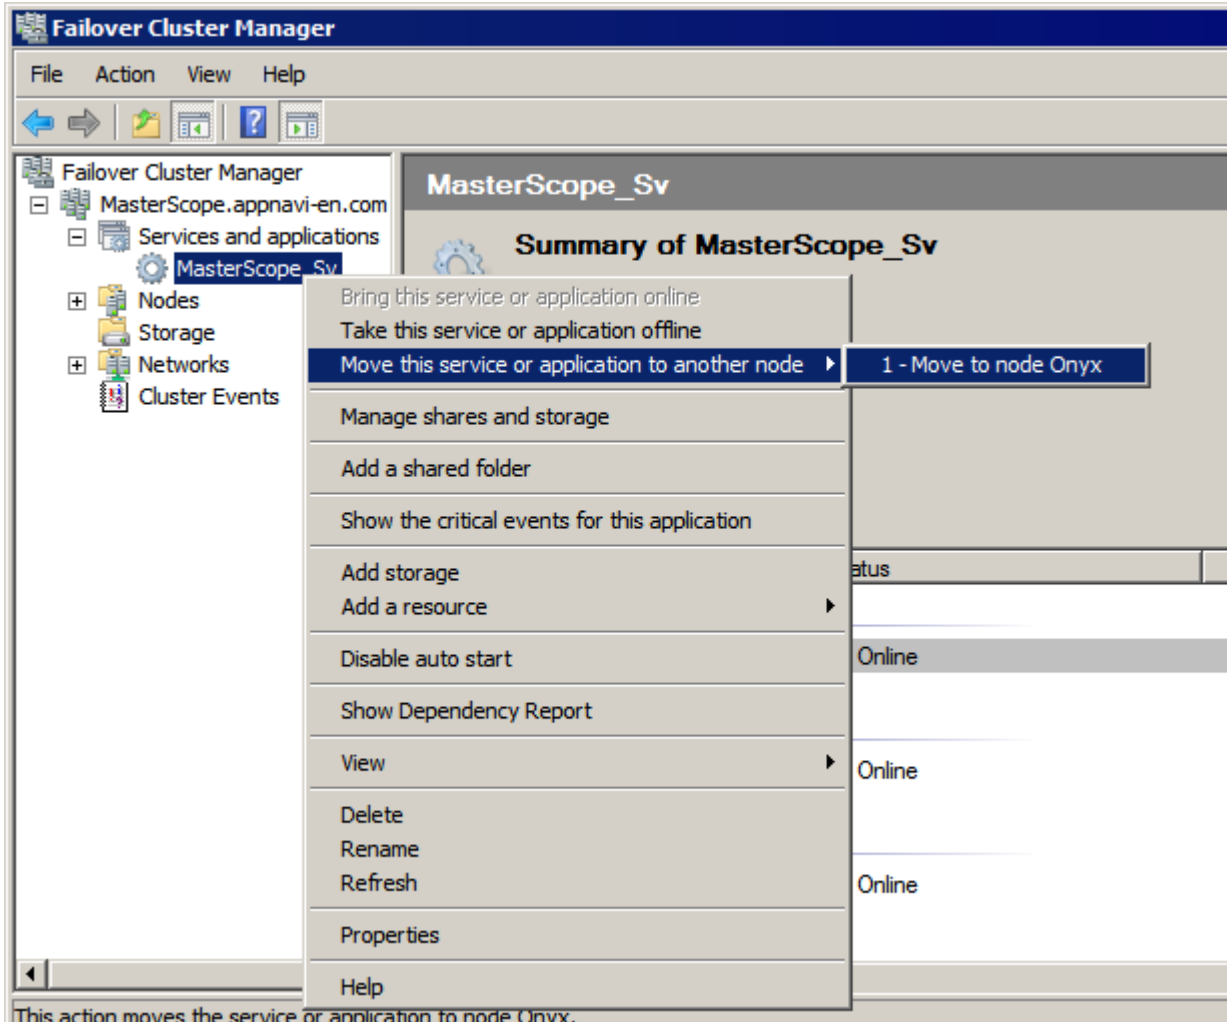 Failover Cluster Manager
File Action View Help
Failover Cluster Manager
MasterScope.appnavi-en.com
Services and applications
MasterScope_Sv
Nodes
Storage
Networks
Cluster Events
MasterScope_Sv
Summary of MasterScope_Sv
Bring this service or application online
Take this service or application offline
Move this service or application to another node
1 - Move to node Onyx
Manage shares and storage
Add a shared folder
Show the critical events for this application
Add storage
Add a resource
Disable auto start
Show Dependency Report
View
Delete
Rename
Refresh
Properties
Help
atus
Online
Online
Online
This action moves the service or application to node Onyx.